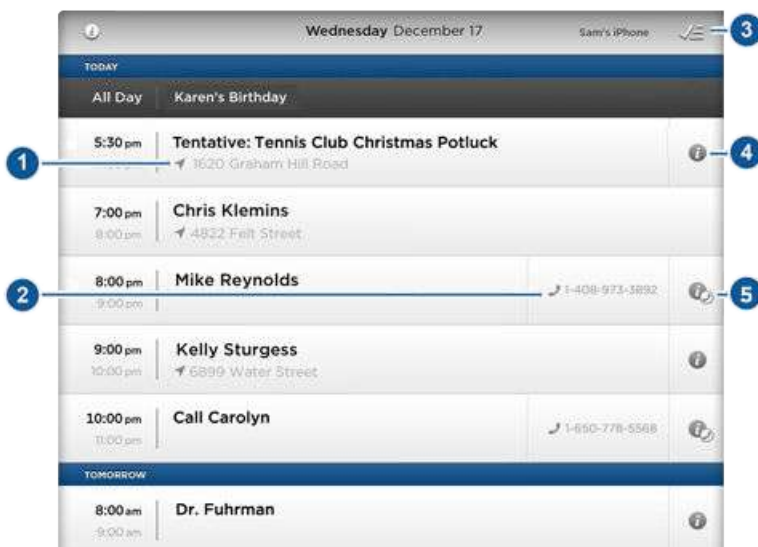 Wednesday December 17
Sam's iPhone
3
TODAY
All Day Karen's Birthday
5:30 pm Tentative: Tennis Club Christmas Potluck
1620 Graham Hill Road
1
4
7:00 pm Chris Klemins
8:00 pm 4822 Felt Street
8:00 pm Mike Reynolds
9:00 pm
1-408-973-3892
2
5
9:00 pm Kelly Sturgess
10:00 pm 6899 Water Street
10:00 pm Call Carolyn
11:00 pm
1-650-778-5568
TOMORROW
8:00 am Dr. Fuhrman
9:00 am